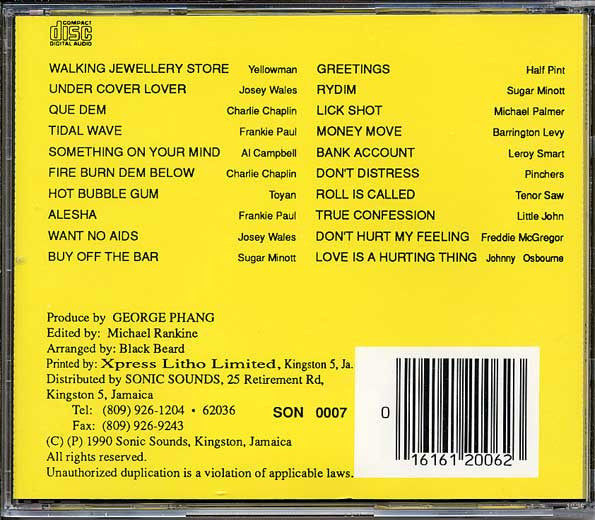 COMPACT
disc
DIGITAL AUDIO
WALKING JEWELLERY STORE Yellowman
UNDER COVER LOVER Josey Wales
QUE DEM Charlie Chaplin
TIDAL WAVE Frankie Paul
SOMETHING ON YOUR MIND Al Campbell
FIRE BURN DEM BELOW Charlie Chaplin
HOT BUBBLE GUM Toyan
ALESHA Frankie Paul
WANT NO AIDS Josey Wales
BUY OFF THE BAR Sugar Minott
GREETINGS Half Pint
RYDIM Sugar Minott
LICK SHOT Michael Palmer
MONEY MOVE Barrington Levy
BANK ACCOUNT Leroy Smart
DON'T DISTRESS Pinchers
ROLL IS CALLED Tenor Saw
TRUE CONFESSION Little John
DON'T HURT MY FEELING Freddie McGregor
LOVE IS A HURTING THING Johnny Osbourne
Produce by GEORGE PHANG
Edited by: Michael Rankine
Arranged by: Black Beard
Printed by: Xpress Litho Limited, Kingston 5, Ja.
Distributed by SONIC SOUNDS, 25 Retirement Rd,
Kingston 5, Jamaica
Tel: (809) 926-1204 • 62036
Fax: (809) 926-9243
(C) (P) 1990 Sonic Sounds, Kingston, Jamaica
All rights reserved.
Unauthorized duplication is a violation of applicable laws.
SON 0007
0 16161 20062